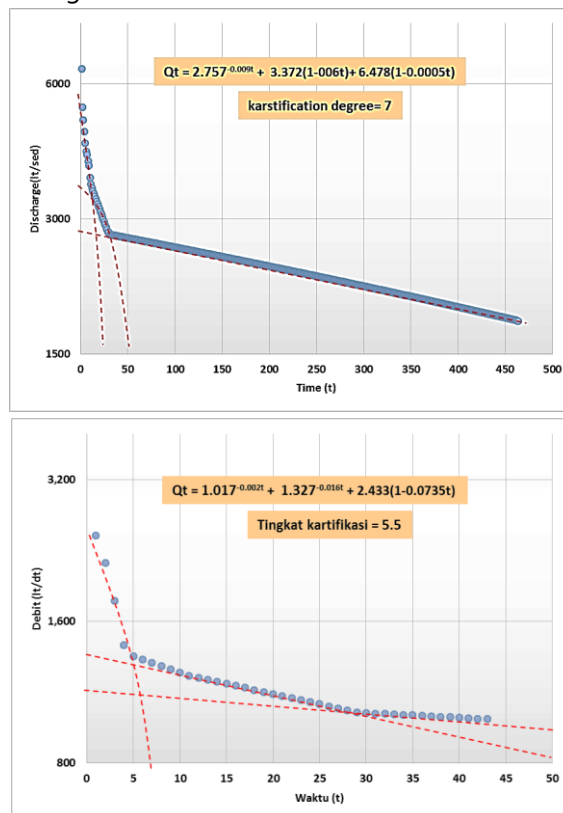 Qt = 2.757-0.009t + 3.372(1-006t)+ 6.478(1-0.0005t)
karstification degree= 7
6000
3000
1500
Discharge(lt/sed)
0 50 100 150 200 250 300 350 400 450 500
Time (t)
Qt = 1.017-0.002t + 1.327-0.016t + 2.433(1-0.0735t)
Tingkat kartifikasi = 5.5
3,200
1,600
800
Debit (lt/dt)
0 5 10 15 20 25 30 35 40 45 50
Waktu (t)